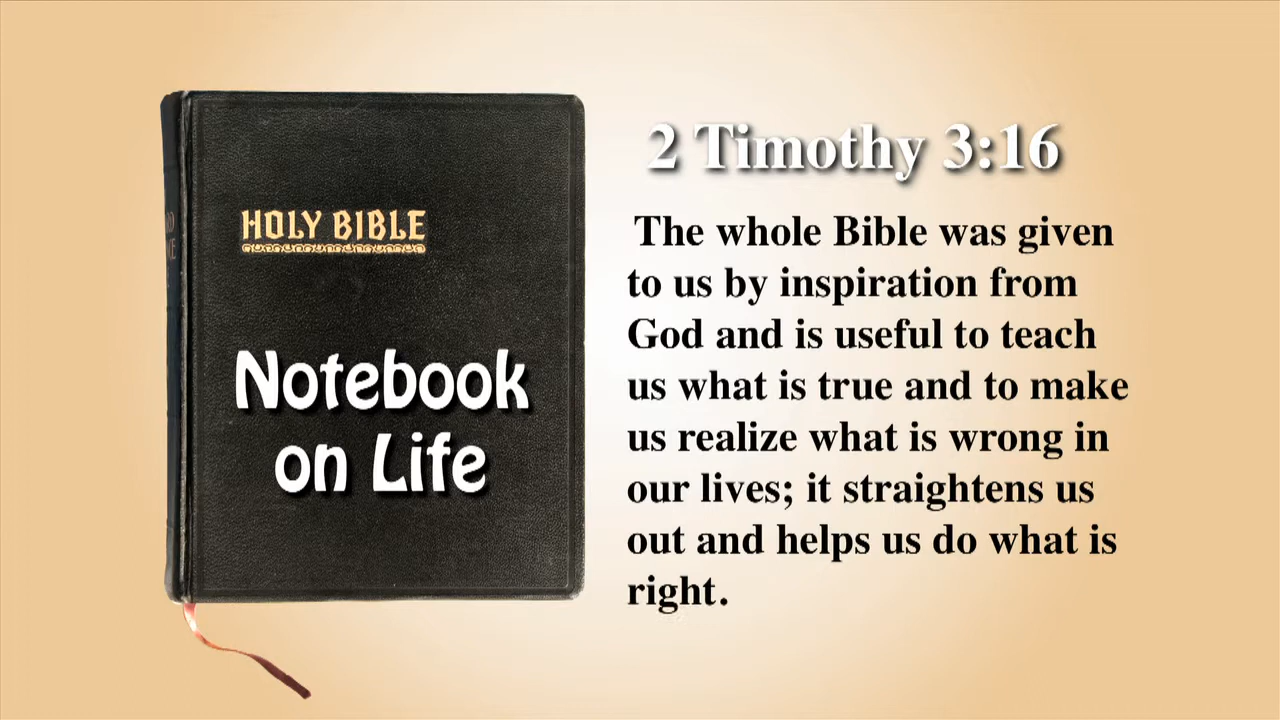 HOLY BIBLE
Notebook
on Life
2 Timothy 3:16
The whole Bible was given
to us by inspiration from
God and is useful to teach
us what is true and to make
us realize what is wrong in
our lives; it straightens us
out and helps us do what is
right.